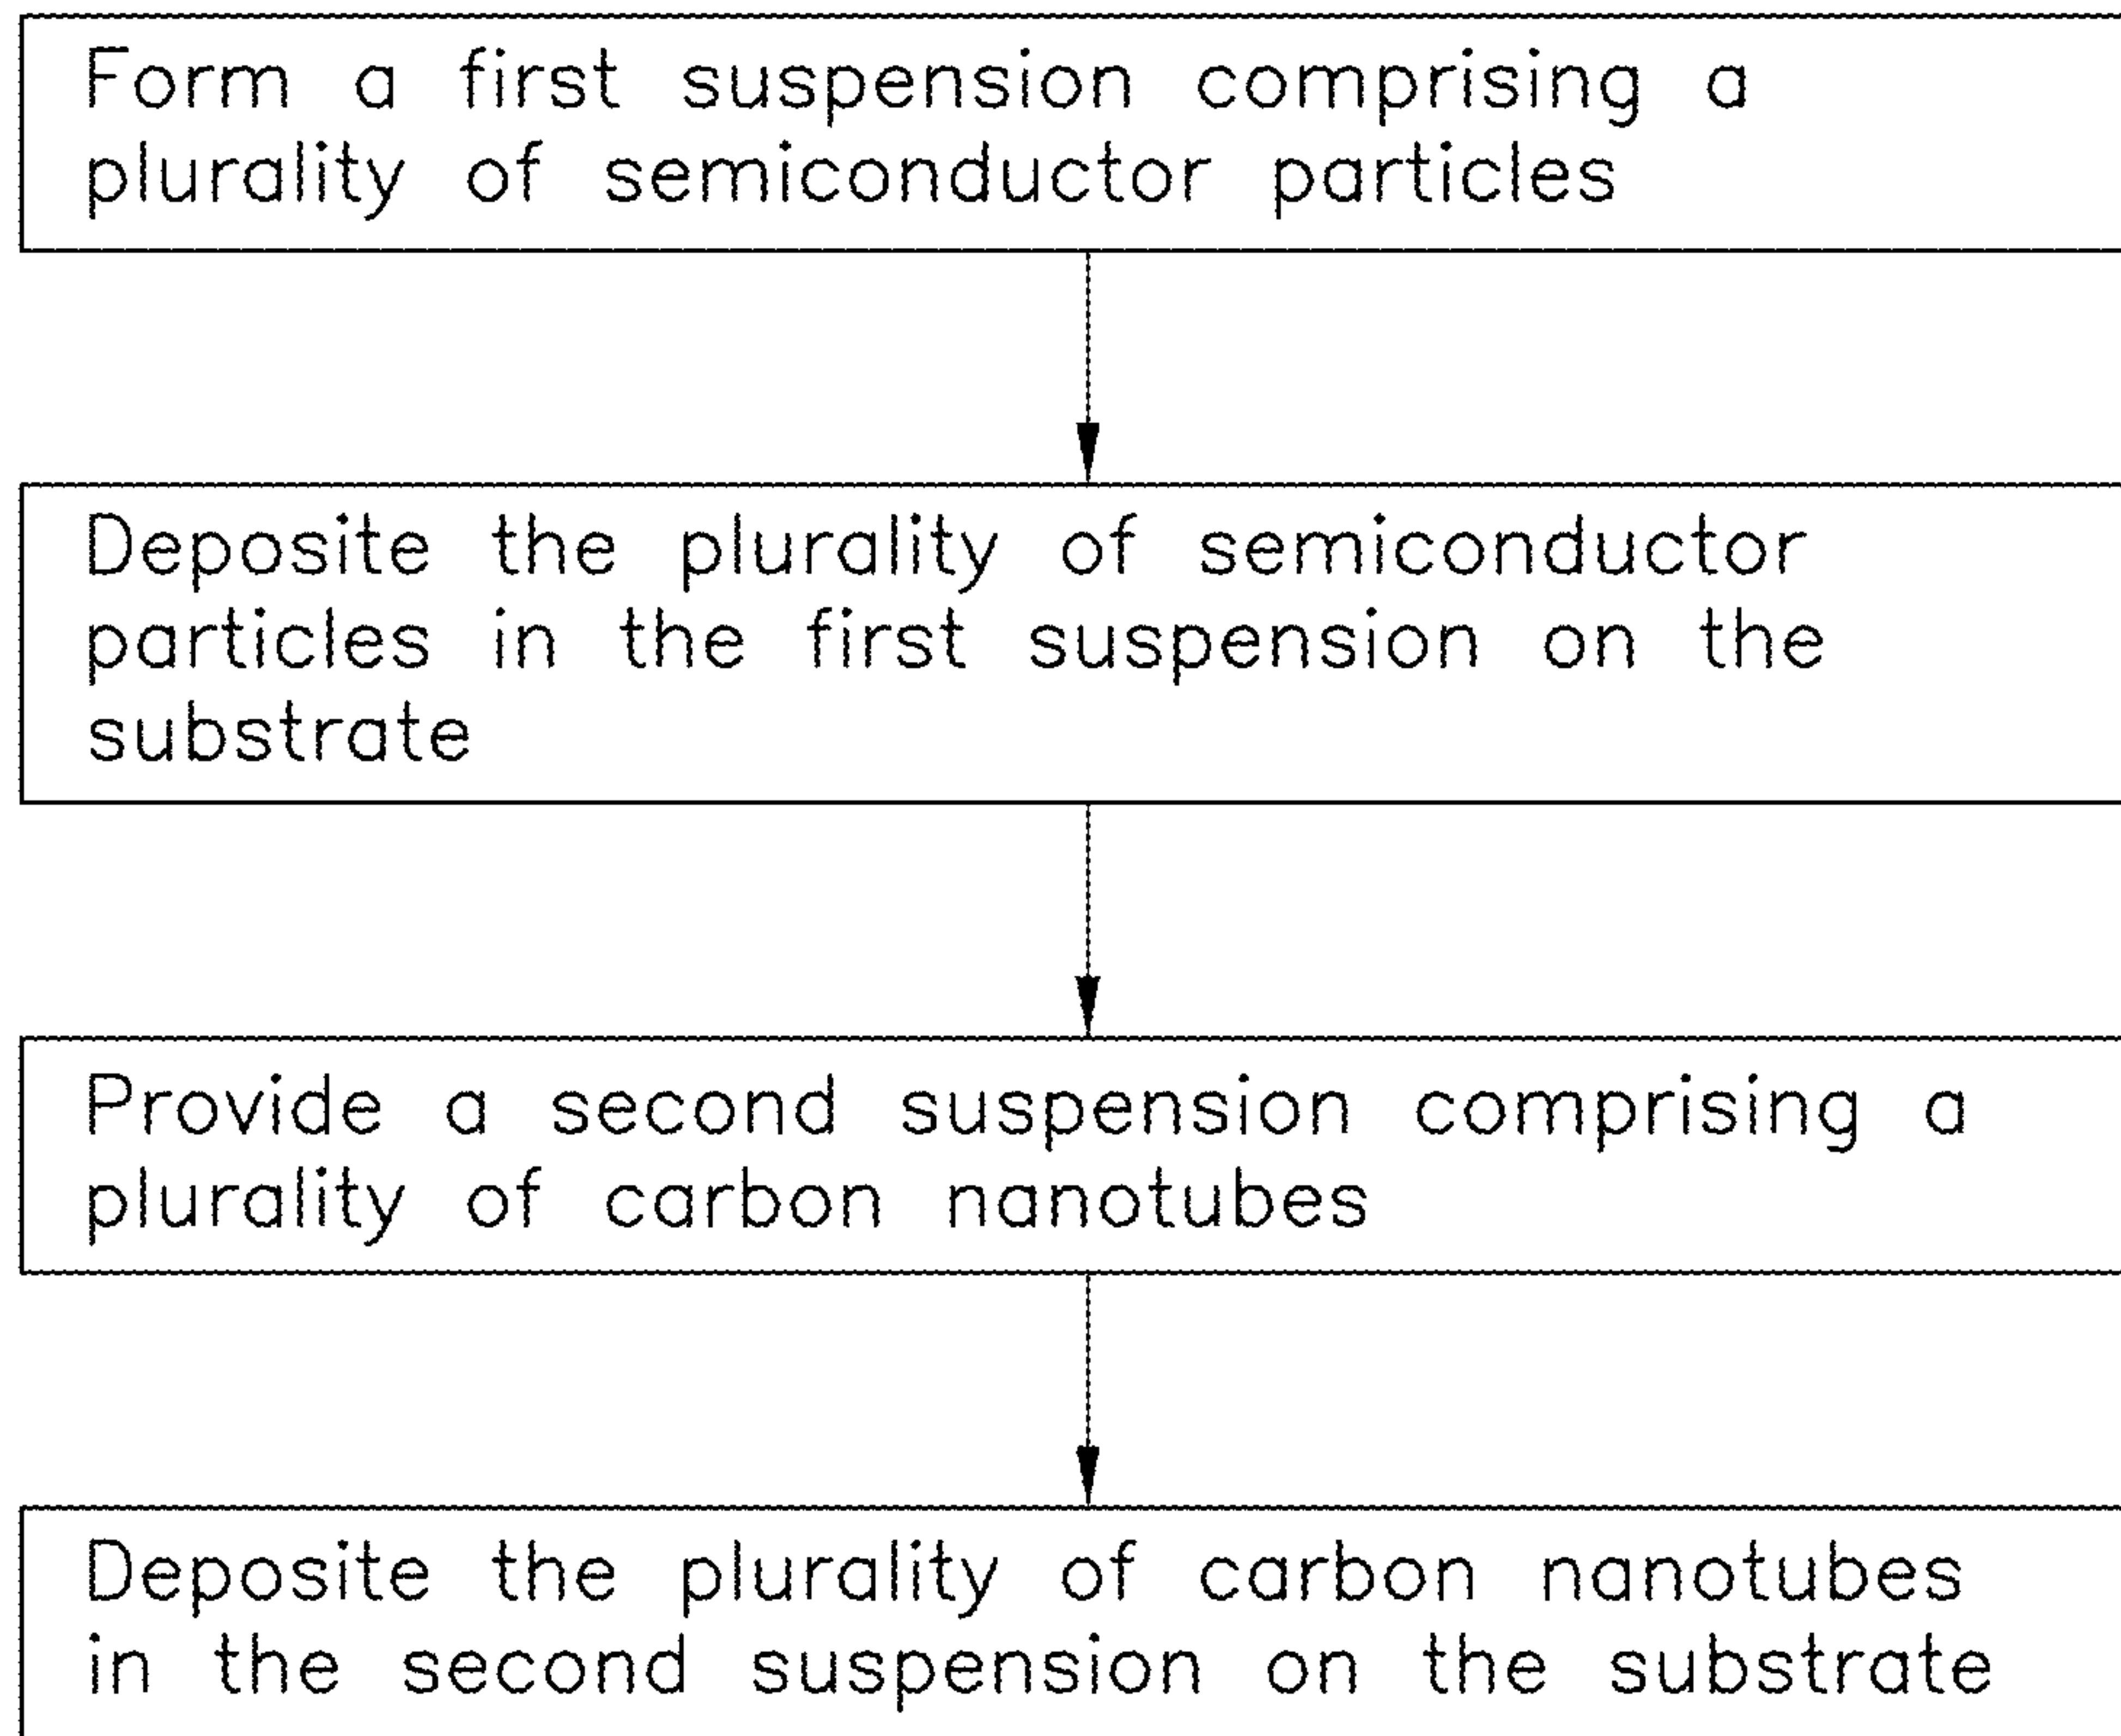 Form a first suspension comprising a
plurality of semiconductor particles
Deposite the plurality of semiconductor
particles in the first suspension on the
substrate
Provide a second suspension comprising a
plurality of carbon nanotubes
Deposite the plurality of carbon nanotubes
in the second suspension on the substrate